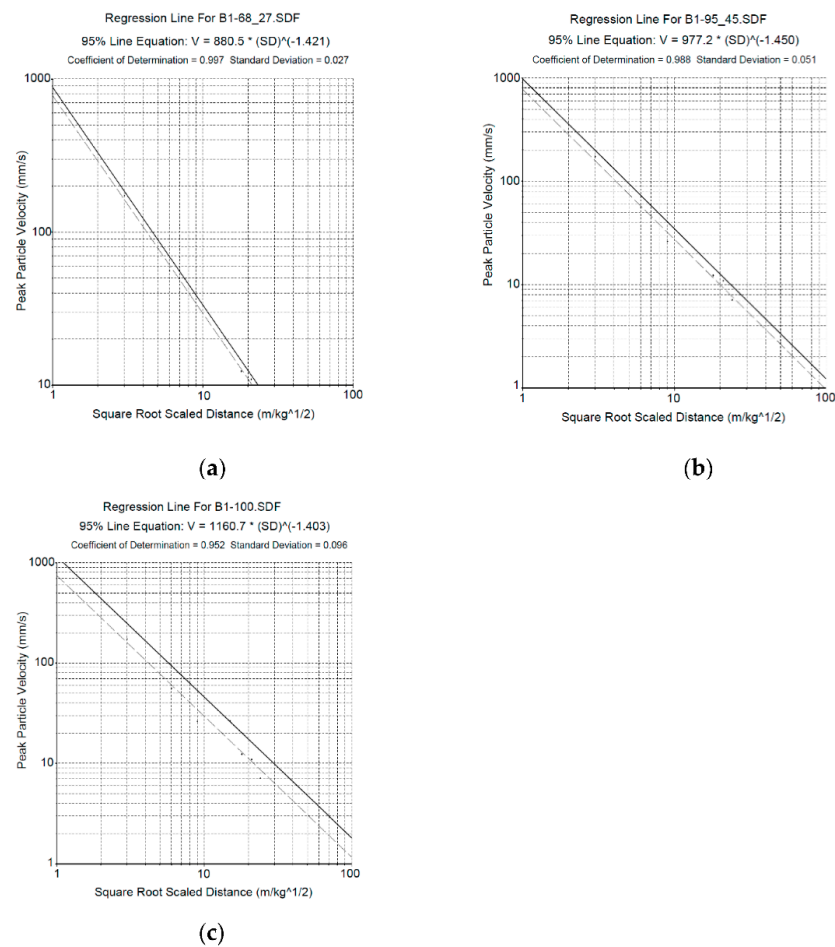 Regression Line For B1-68_27.SDF
95% Line Equation: V = 880.5 * (SD)^(-1.421)
Coefficient of Determination = 0.997 Standard Deviation = 0.027
1000
100
10
Peak Particle Velocity (mm/s)
1
10
100
Square Root Scaled Distance (m/kg^1/2)
(a)
Regression Line For B1-95_45.SDF
95% Line Equation: V = 977.2 * (SD)^(-1.450)
Coefficient of Determination = 0.988 Standard Deviation = 0.051
1000
100
10
1
Peak Particle Velocity (mm/s)
1
10
100
Square Root Scaled Distance (m/kg^1/2)
(b)
Regression Line For B1-100.SDF
95% Line Equation: V = 1160.7 * (SD)^(-1.403)
Coefficient of Determination = 0.952 Standard Deviation = 0.096
1000
100
10
1
Peak Particle Velocity (mm/s)
1
10
100
Square Root Scaled Distance (m/kg^1/2)
(c)